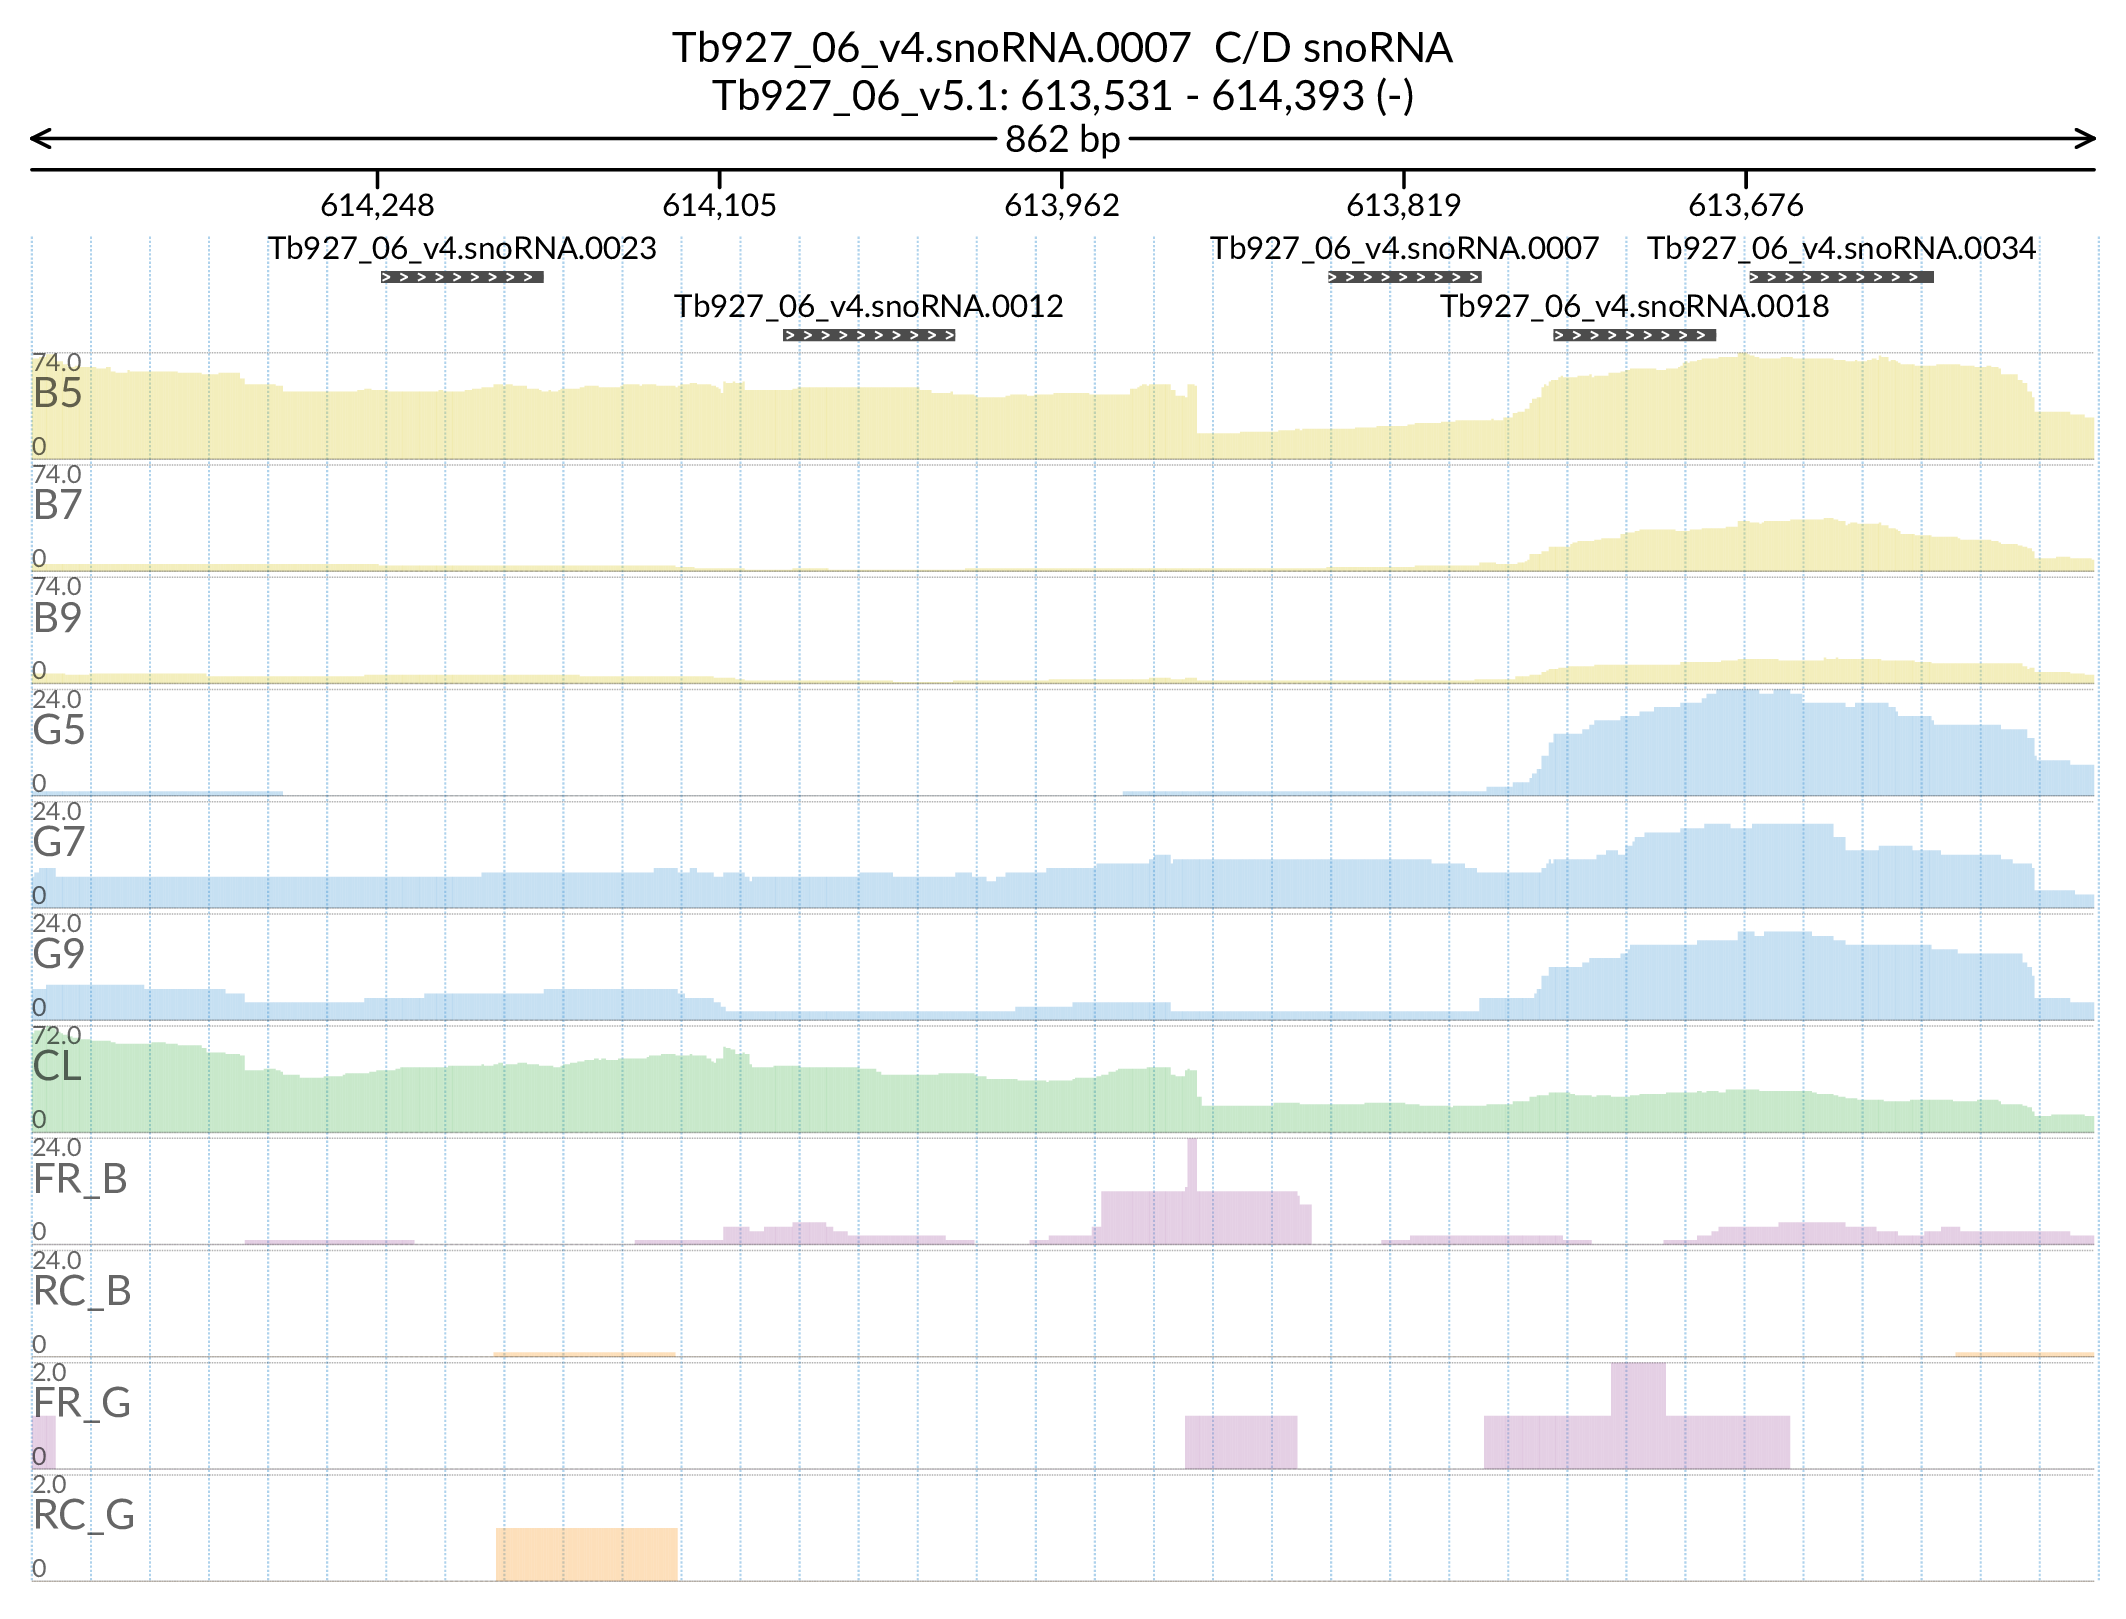 Tb927_06_v4.snoRNA.0007  C/D snoRNA
Tb927_06_v5.1: 613,531 - 614,393 (-)
862 bp
614,248 614,105 613,962 613,819 613,676
Tb927_06_v4.snoRNA.0023 Tb927_06_v4.snoRNA.0007 Tb927_06_v4.snoRNA.0034
Tb927_06_v4.snoRNA.0012 Tb927_06_v4.snoRNA.0018
74.0
B5
0
74.0
B7
0
74.0
B9
0
24.0
G5
0
24.0
G7
0
24.0
G9
0
72.0
CL
0
24.0
FR_B
0
24.0
RC_B
0
2.0
FR_G
0
2.0
RC_G
0